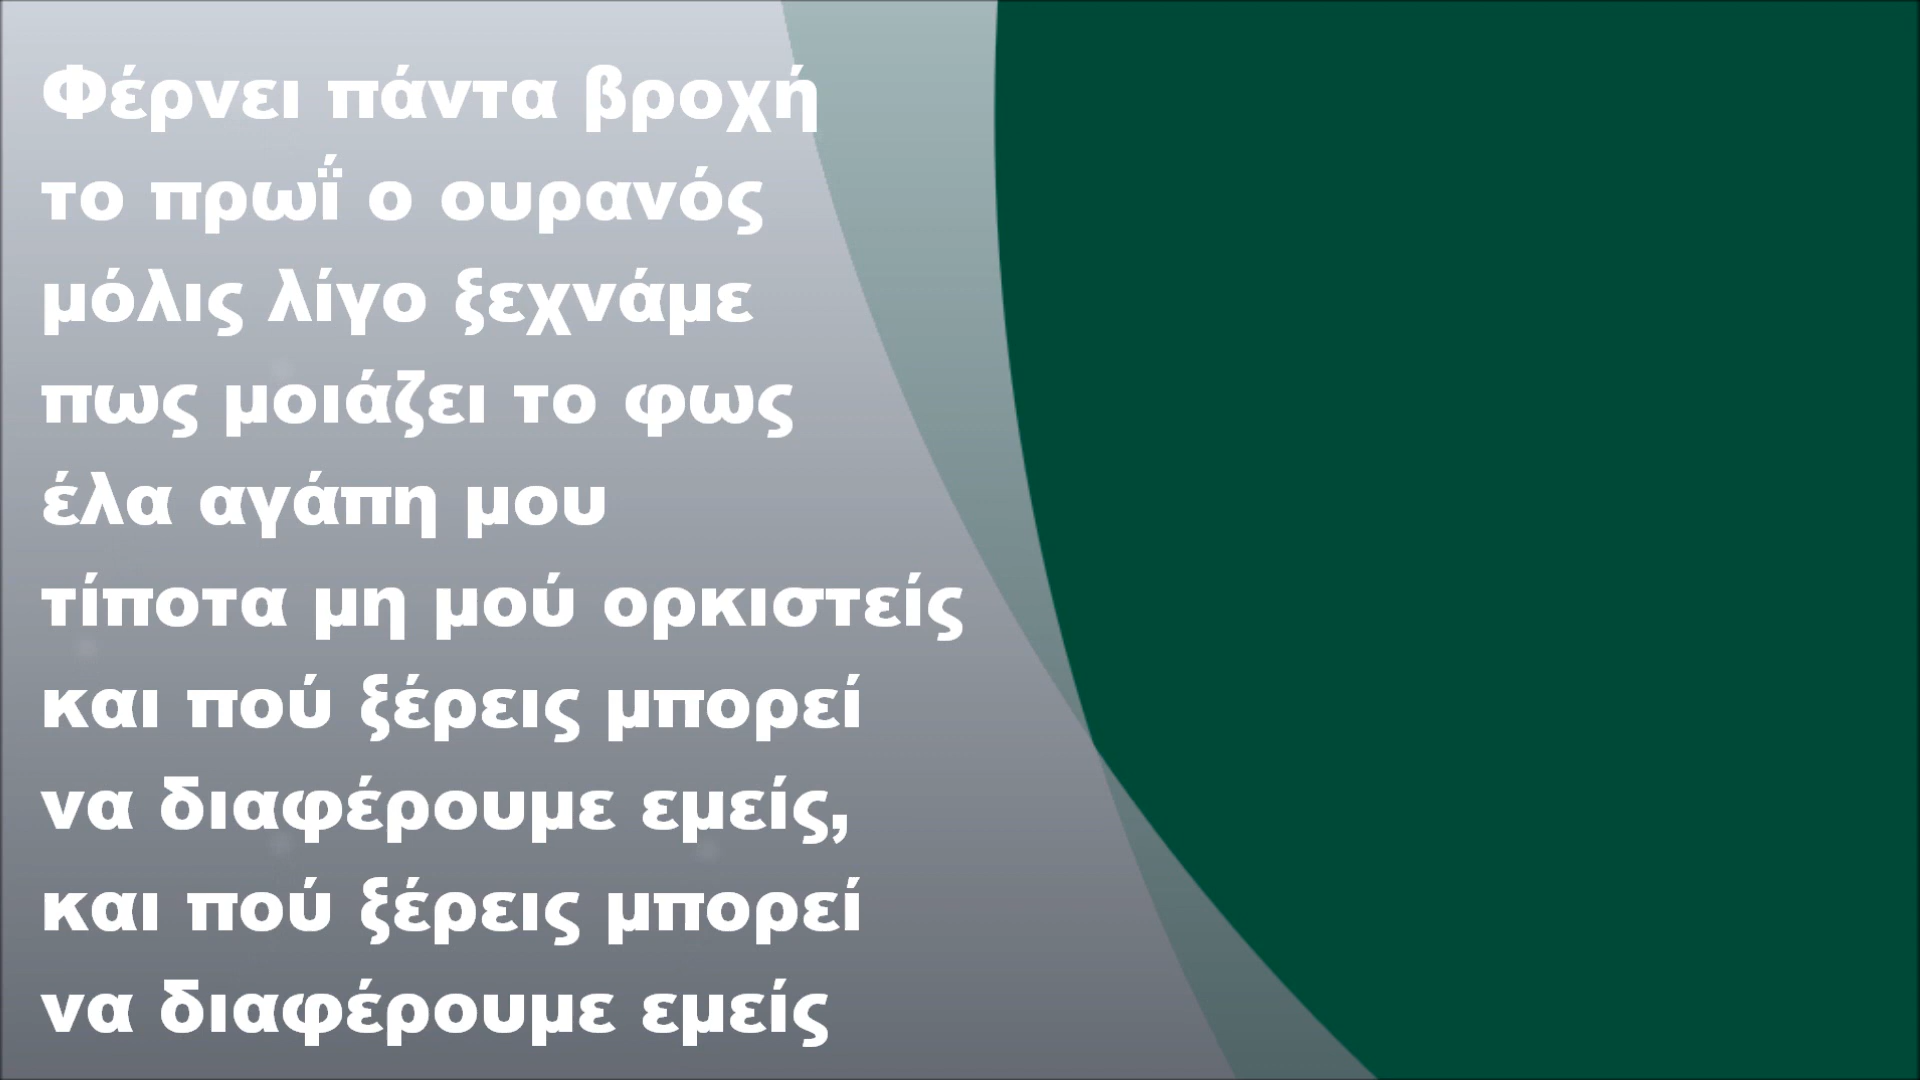 Φέρνει πάντα βροχή
το πρωΐ ο ουρανός
μόλις λίγο ξεχνάμε
πως μοιάζει το φως
έλα αγάπη μου
τίποτα μη μού ορκιστείς
και πού ξέρεις μπορεί
να διαφέρουμε εμείς,
και πού ξέρεις μπορεί
να διαφέρουμε εμείς